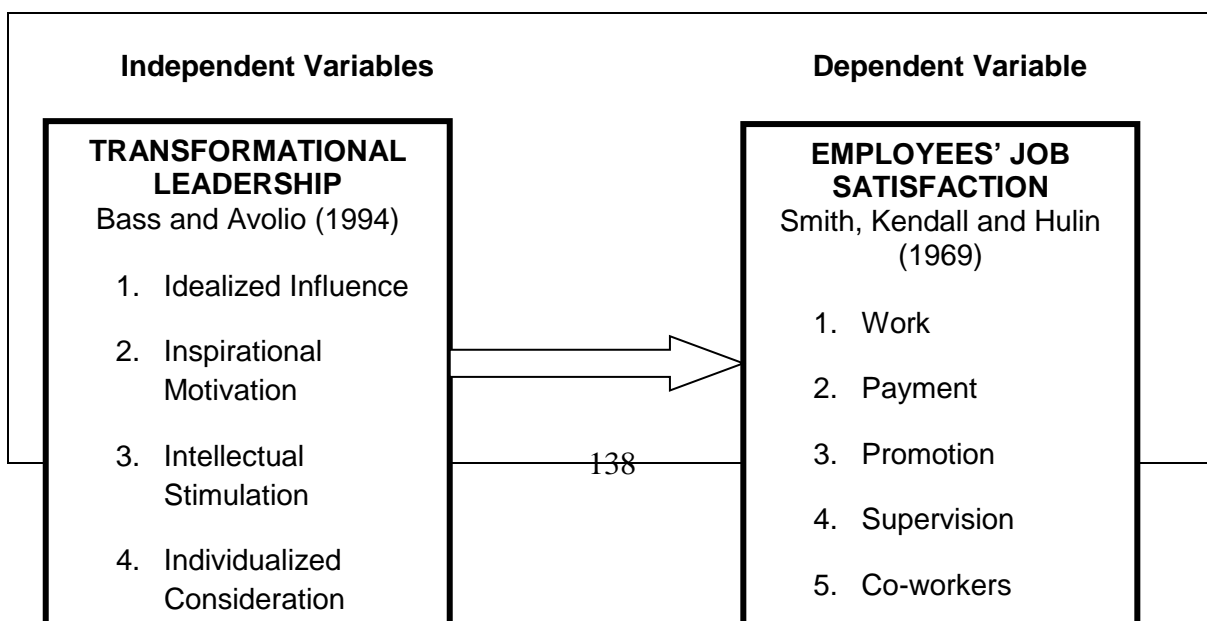 Independent Variables
Dependent Variable
TRANSFORMATIONAL
LEADERSHIP
Bass and Avolio (1994)
1. Idealized Influence
2. Inspirational
Motivation
3. Intellectual
Stimulation
4. Individualized
Consideration
EMPLOYEES’ JOB
SATISFACTION
Smith, Kendall and Hulin
(1969)
1. Work
2. Payment
3. Promotion
4. Supervision
5. Co-workers
138